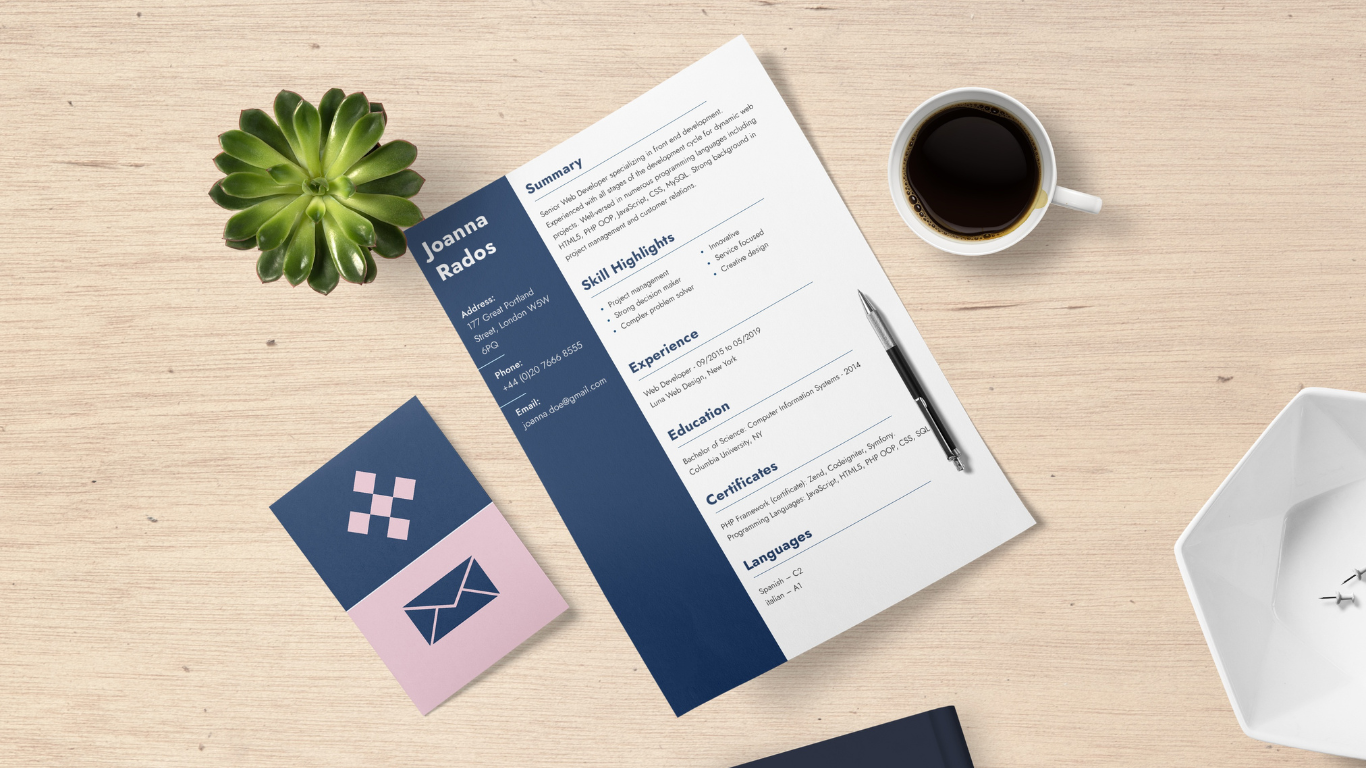 Joanna
Rados
Address:
177 Great Portland
Street, London W5W
6PQ
Phone:
+44 (0)20 7666 8555
Email:
joanna doe@gmail.com
Summary
Senior Web Developer specializing in front end development.
Experienced with all stages of the development cycle for dynamic web
projects. Well-versed in numerous programming languages including
HTML5, PHP OOP, JavaScript, CSS, MySQL. Strong background in
project management and customer relations.
Skill Highlights
• Project management
• Strong decision maker
• Complex problem solver
• Innovative
• Service focused
• Creative design
Experience
Web Developer - 09/2015 to 05/2019
Luna Web Design, New York
Education
Bachelor of Science: Computer Information Systems - 2014
Columbia University, NY
Certificates
PHP Framework (certificate): Zend, Codeigniter, Symfony.
Programming Languages: JavaScript, HTML5, PHP OOP, CSS, SQL
Languages
Spanish – C2
Italian – A1